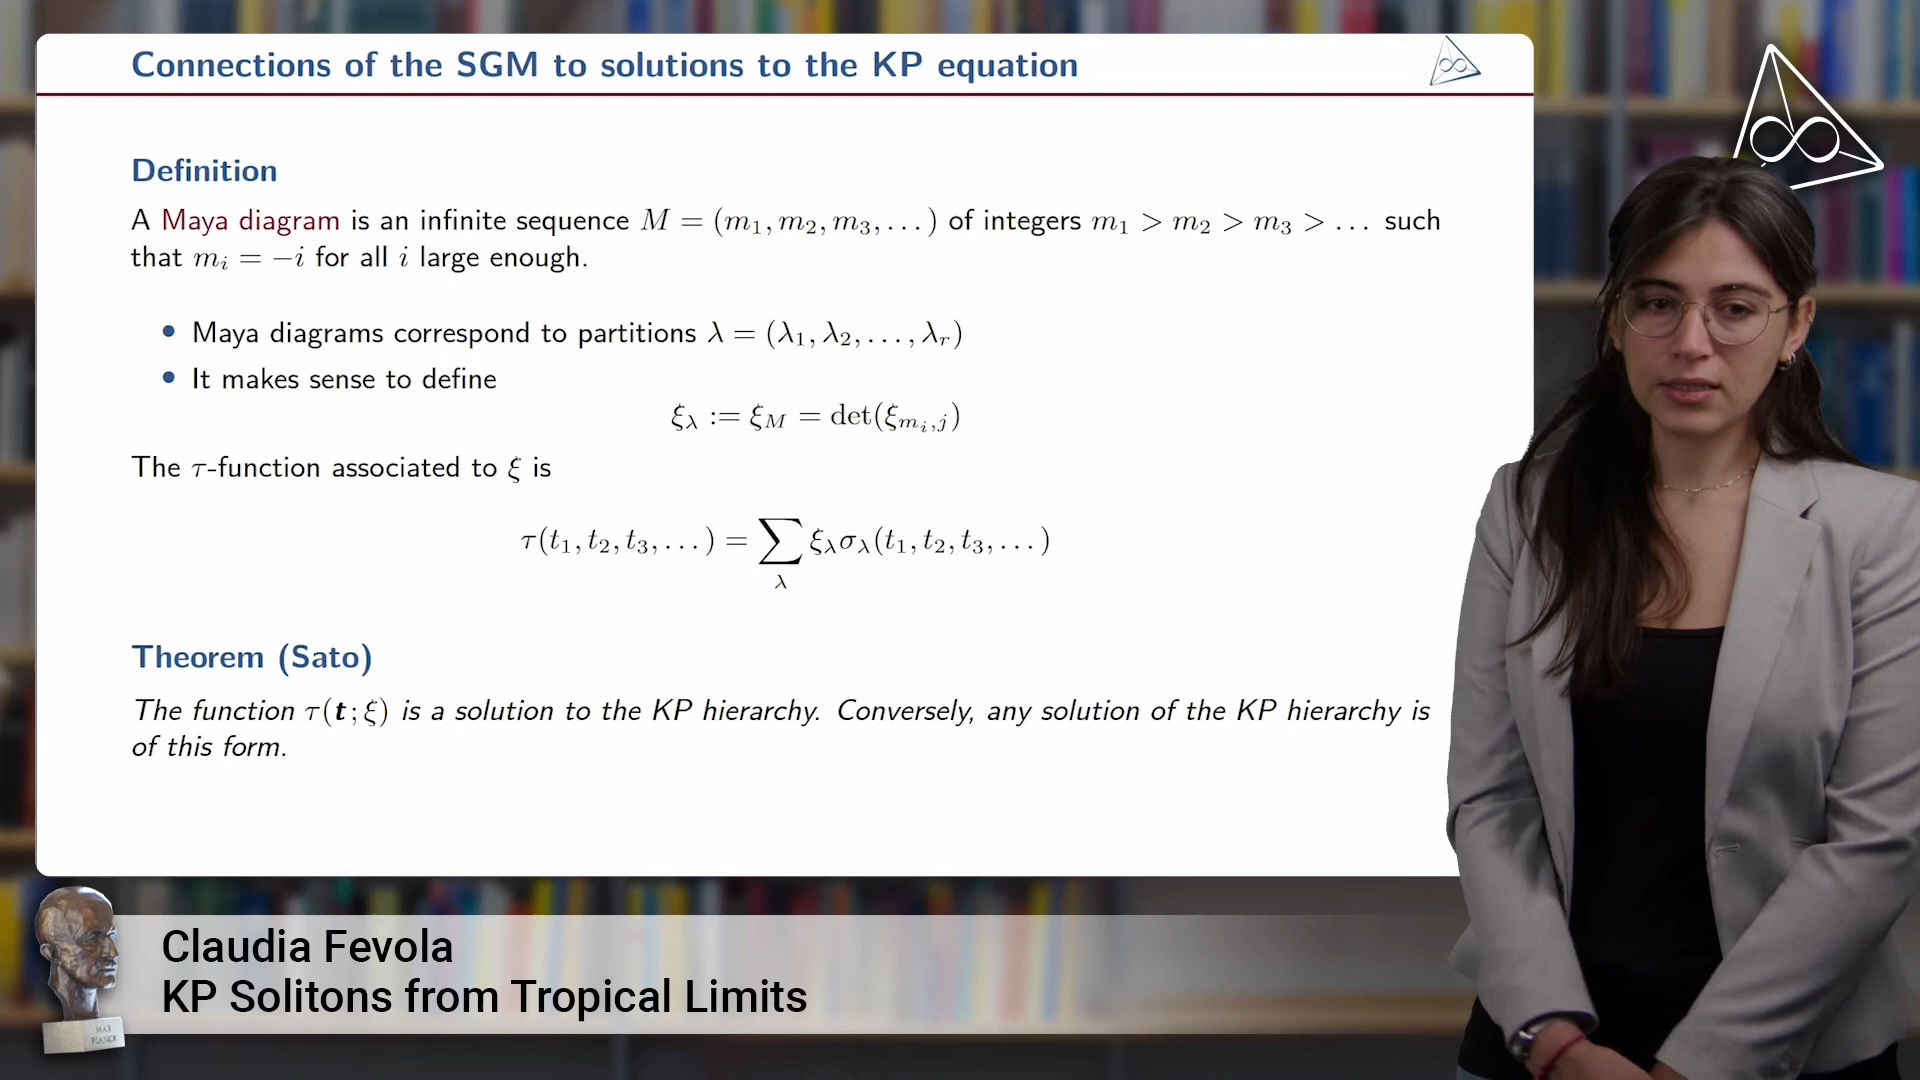 Connections of the SGM to solutions to the KP equation
Definition
A Maya diagram is an infinite sequence M = (m₁, m₂, m₃, . . . ) of integers m₁ > m₂ > m₃ > . . . such
that mᵢ = −i for all i large enough.
• Maya diagrams correspond to partitions λ = (λ₁, λ₂, . . . , λᵣ)
• It makes sense to define
ξ_λ := ξ_M = det(ξ_{mᵢ,j})
The τ-function associated to ξ is
τ(t₁, t₂, t₃, . . . ) = ∑_λ ξ_λσ_λ(t₁, t₂, t₃, . . . )
Theorem (Sato)
The function τ(t; ξ) is a solution to the KP hierarchy. Conversely, any solution of the KP hierarchy is
of this form.
Claudia Fevola
KP Solitons from Tropical Limits
MAX
PLANCK